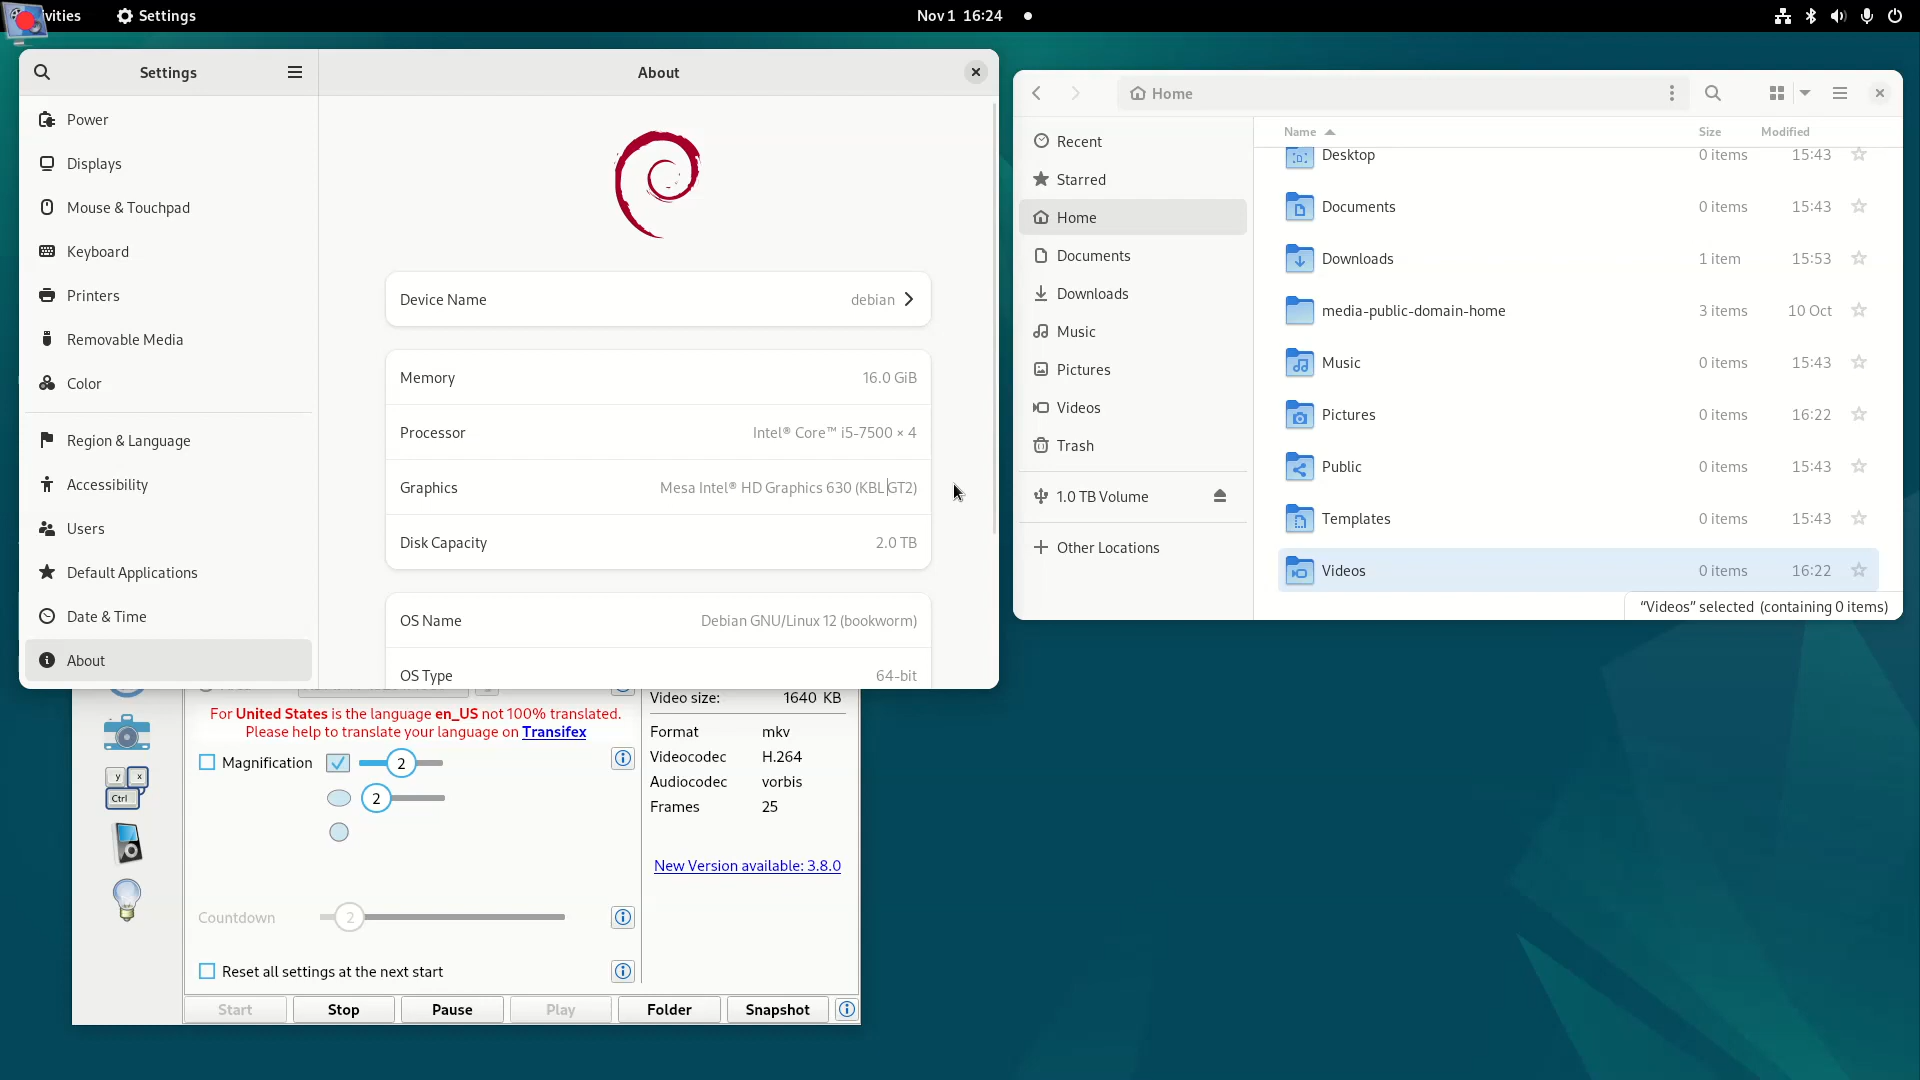 vities
Settings
Nov 1 16:24
Settings
About
Power
Displays
Mouse & Touchpad
Keyboard
Printers
Removable Media
Color
Region & Language
Accessibility
Users
Default Applications
Date & Time
About
Device Name debian
Memory 16.0 GiB
Processor Intel® Core™ i5-7500 × 4
Graphics Mesa Intel® HD Graphics 630 (KBL GT2)
Disk Capacity 2.0 TB
OS Name Debian GNU/Linux 12 (bookworm)
OS Type 64-bit
Home
Recent
Starred
Home
Documents
Downloads
Music
Pictures
Videos
Trash
1.0 TB Volume
Other Locations
Name Size Modified
Desktop 0 items 15:43
Documents 0 items 15:43
Downloads 1 item 15:53
media-public-domain-home 3 items 10 Oct
Music 0 items 15:43
Pictures 0 items 16:22
Public 0 items 15:43
Templates 0 items 15:43
Videos 0 items 16:22
“Videos” selected (containing 0 items)
For United States is the language en_US not 100% translated.
Please help to translate your language on Transifex
Magnification 2
2
Countdown 2
Reset all settings at the next start
Video size: 1640 KB
Format mkv
Videocodec H.264
Audiocodec vorbis
Frames 25
New Version available: 3.8.0
y x
Ctrl
Start Stop Pause Play Folder Snapshot